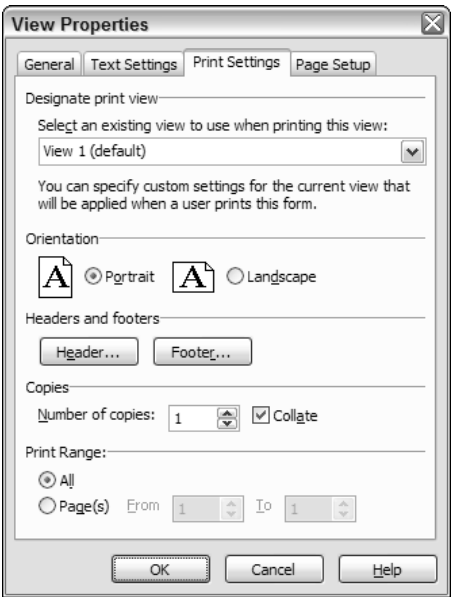 View Properties
General Text Settings Print Settings Page Setup
Designate print view
Select an existing view to use when printing this view:
View 1 (default)
You can specify custom settings for the current view that
will be applied when a user prints this form.
Orientation
A Portrait A Landscape
Headers and footers
Header... Footer...
Copies
Number of copies: 1 Collate
Print Range:
All
Page(s) From 1 To 1
OK Cancel Help